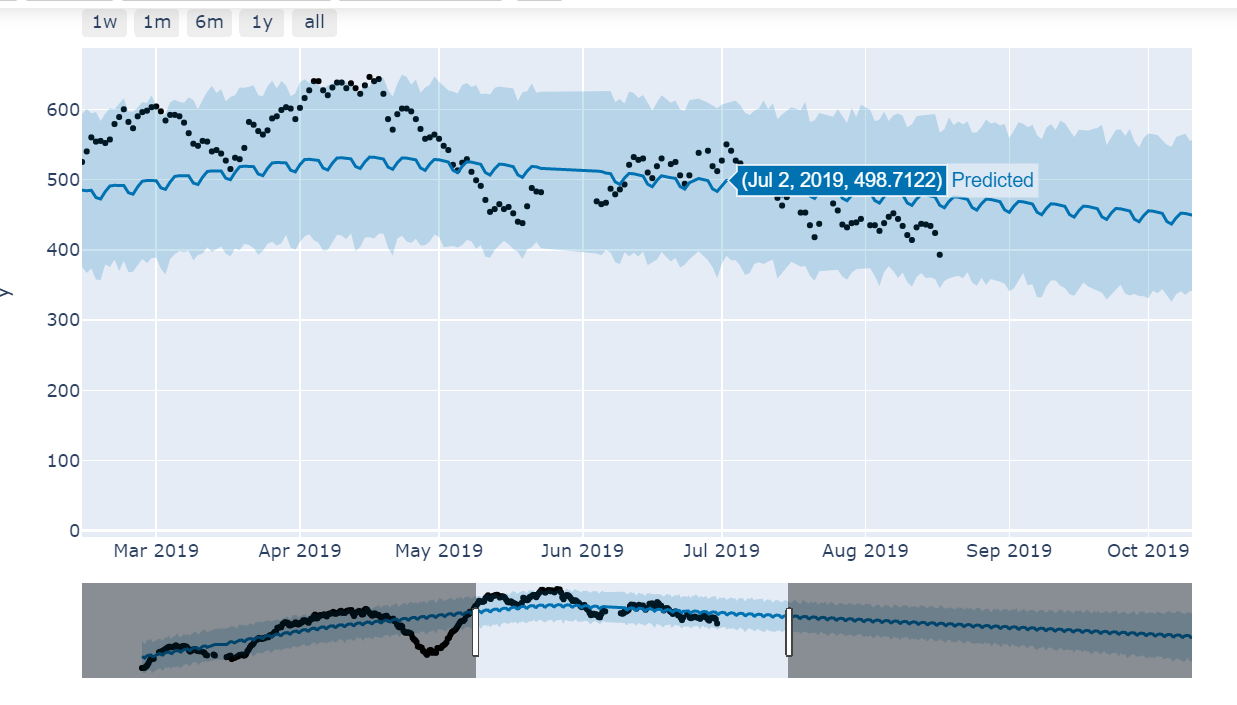 1w 1m 6m 1y all
600
500
(Jul 2, 2019, 498.7122) Predicted
400
y
300
200
100
0
Mar 2019 Apr 2019 May 2019 Jun 2019 Jul 2019 Aug 2019 Sep 2019 Oct 2019